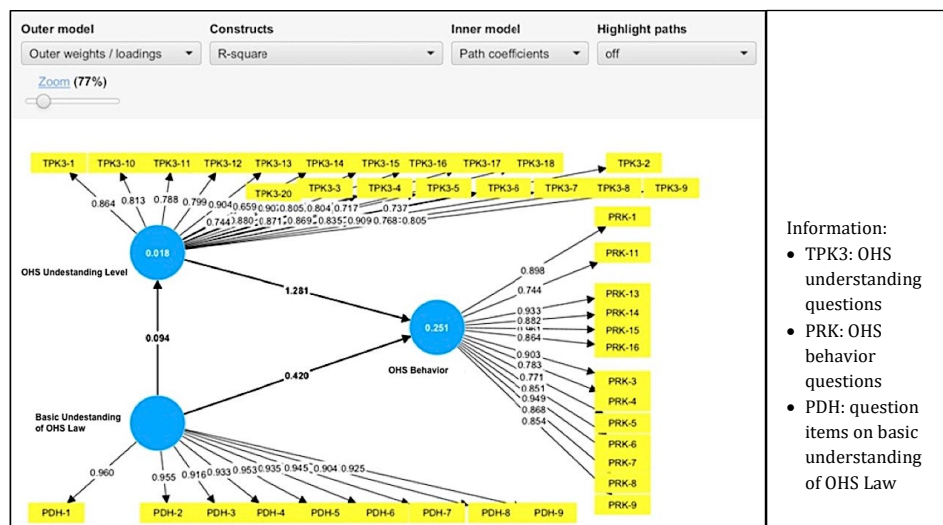 Outer model
Constructs
Inner model
Highlight paths
Outer weights / loadings
R-square
Path coefficients
off
Zoom (77%)
TPK3-1
TPK3-10
TPK3-11
TPK3-12
TPK3-13
TPK3-14
TPK3-15
TPK3-16
TPK3-17
TPK3-18
TPK3-2
TPK3-20
TPK3-3
TPK3-4
TPK3-5
TPK3-6
TPK3-7
TPK3-8
TPK3-9
0.864
0.813
0.788
0.799
0.904
0.659
0.805
0.804
0.717
0.737
0.744
0.880
0.871
0.869
0.835
0.909
0.768
0.805
0.018
OHS Undestanding Level
1.281
0.094
0.420
0.251
OHS Behavior
Basic Undestanding
of OHS Law
PRK-1
PRK-11
PRK-13
PRK-14
PRK-15
PRK-16
PRK-3
PRK-4
PRK-5
PRK-6
PRK-7
PRK-8
PRK-9
0.898
0.744
0.933
0.882
0.864
0.903
0.783
0.771
0.851
0.949
0.868
0.854
0.960
0.955
0.916
0.933
0.953
0.935
0.945
0.904
0.925
PDH-1
PDH-2
PDH-3
PDH-4
PDH-5
PDH-6
PDH-7
PDH-8
PDH-9
Information:
• TPK3: OHS
understanding
questions
• PRK: OHS
behavior
questions
• PDH: question
items on basic
understanding
of OHS Law